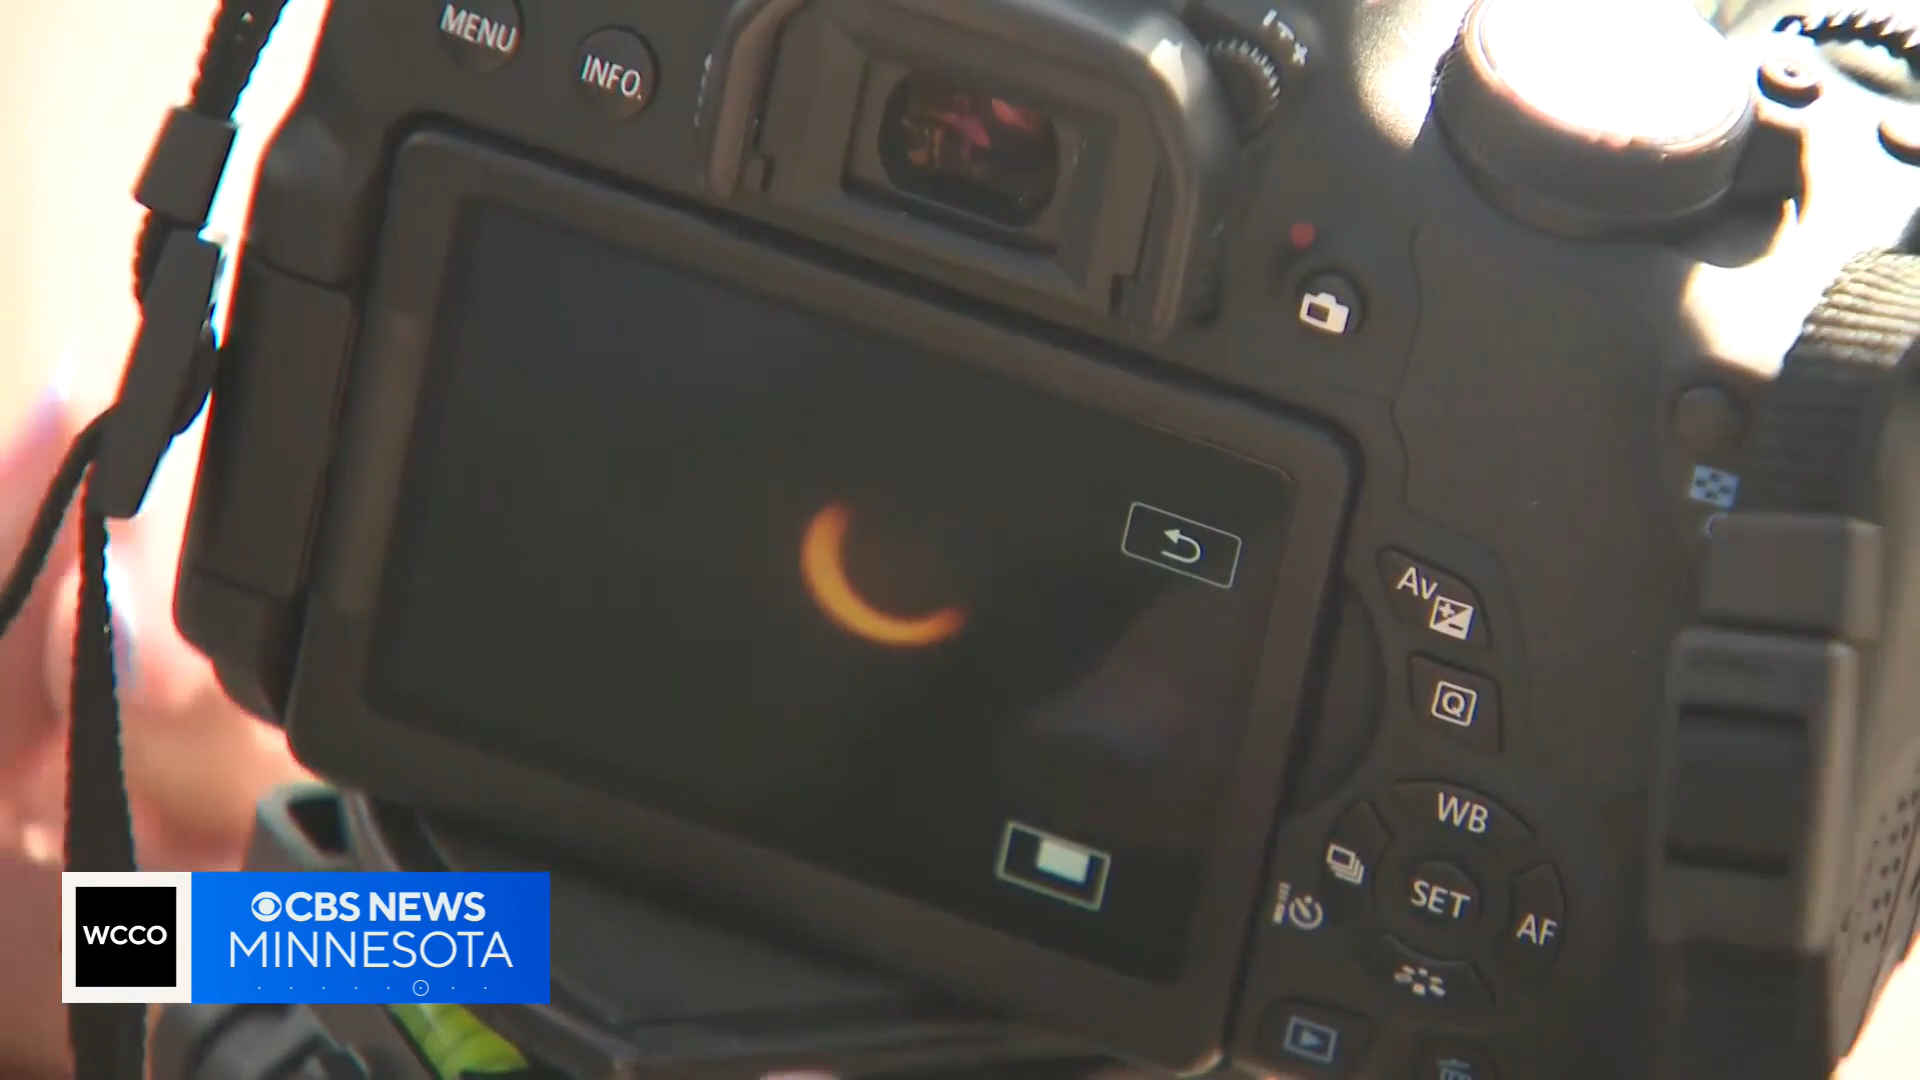 MENU
INFO.
Av
Q
WB
SET
AF
WCCO
CBS NEWS
MINNESOTA